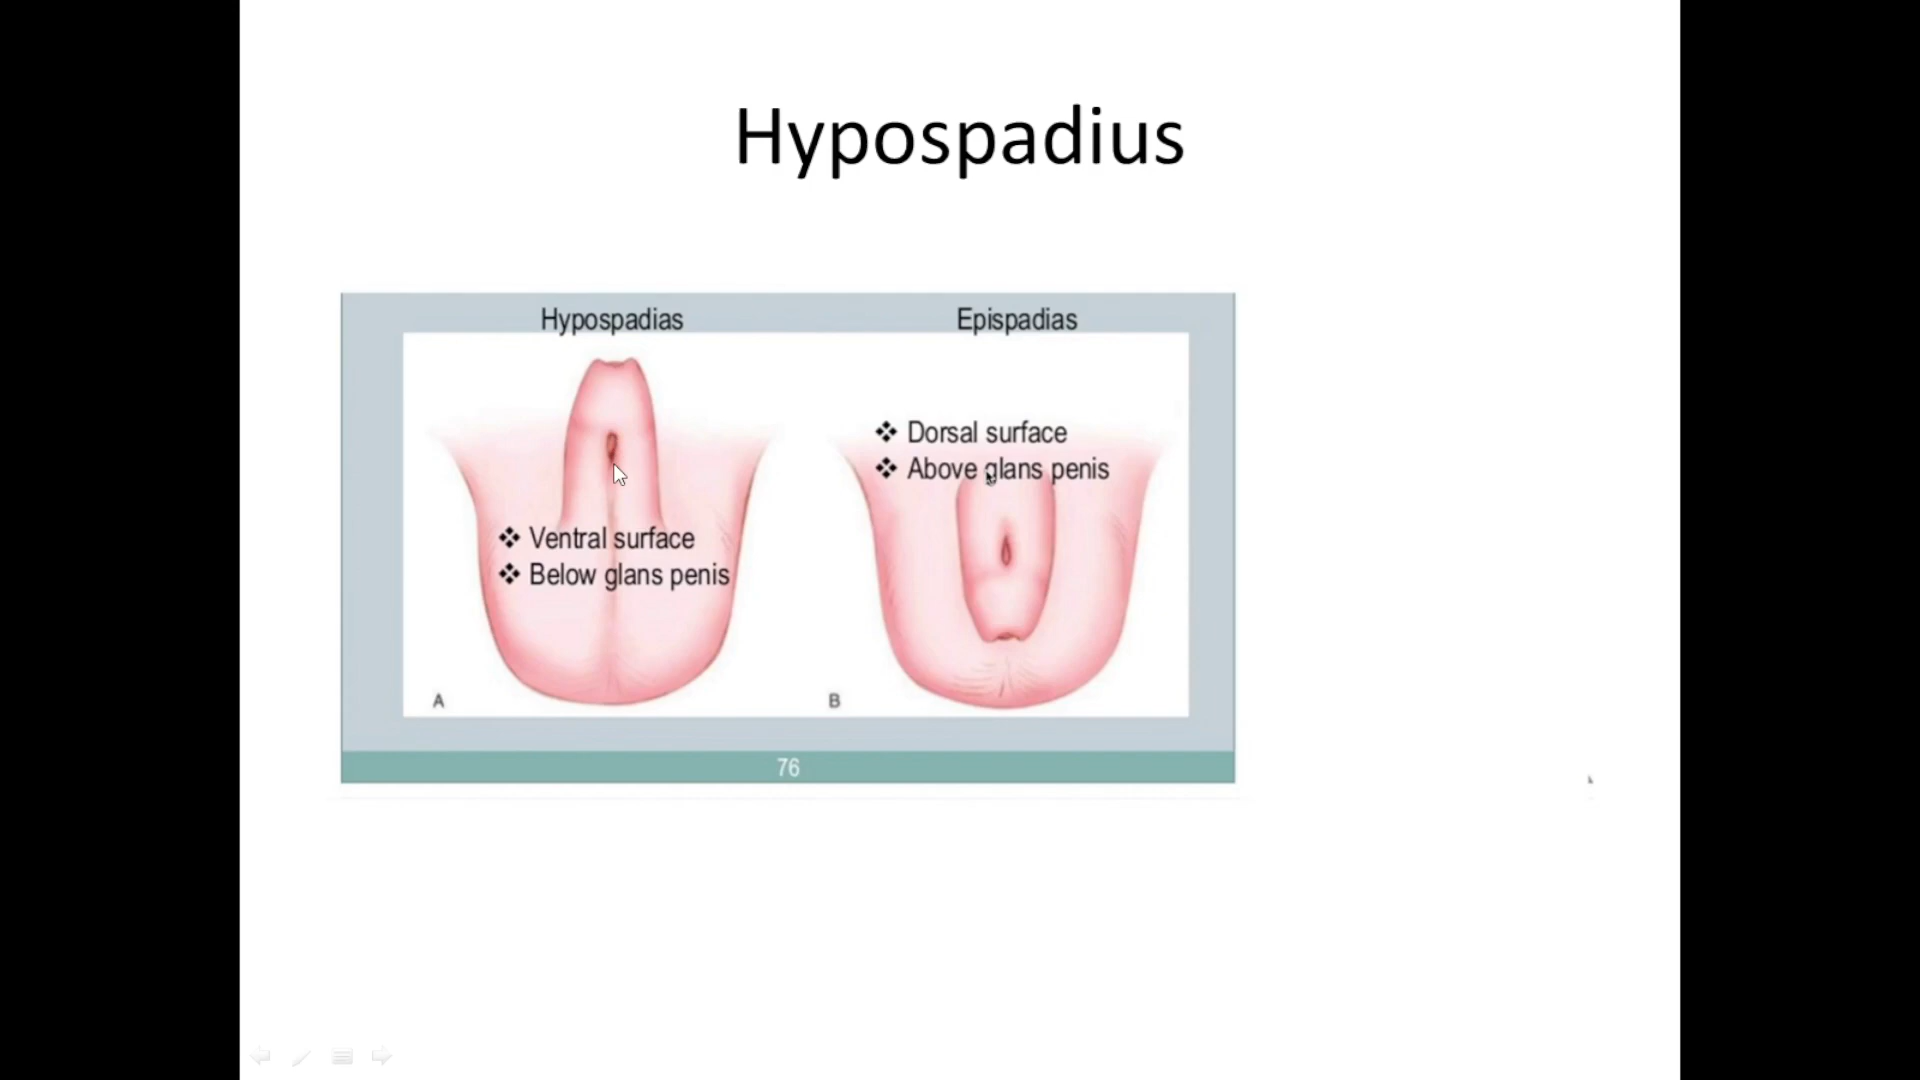 Hypospadius
Hypospadias
Epispadias
❖ Ventral surface
❖ Below glans penis
A
❖ Dorsal surface
❖ Above glans penis
B
76